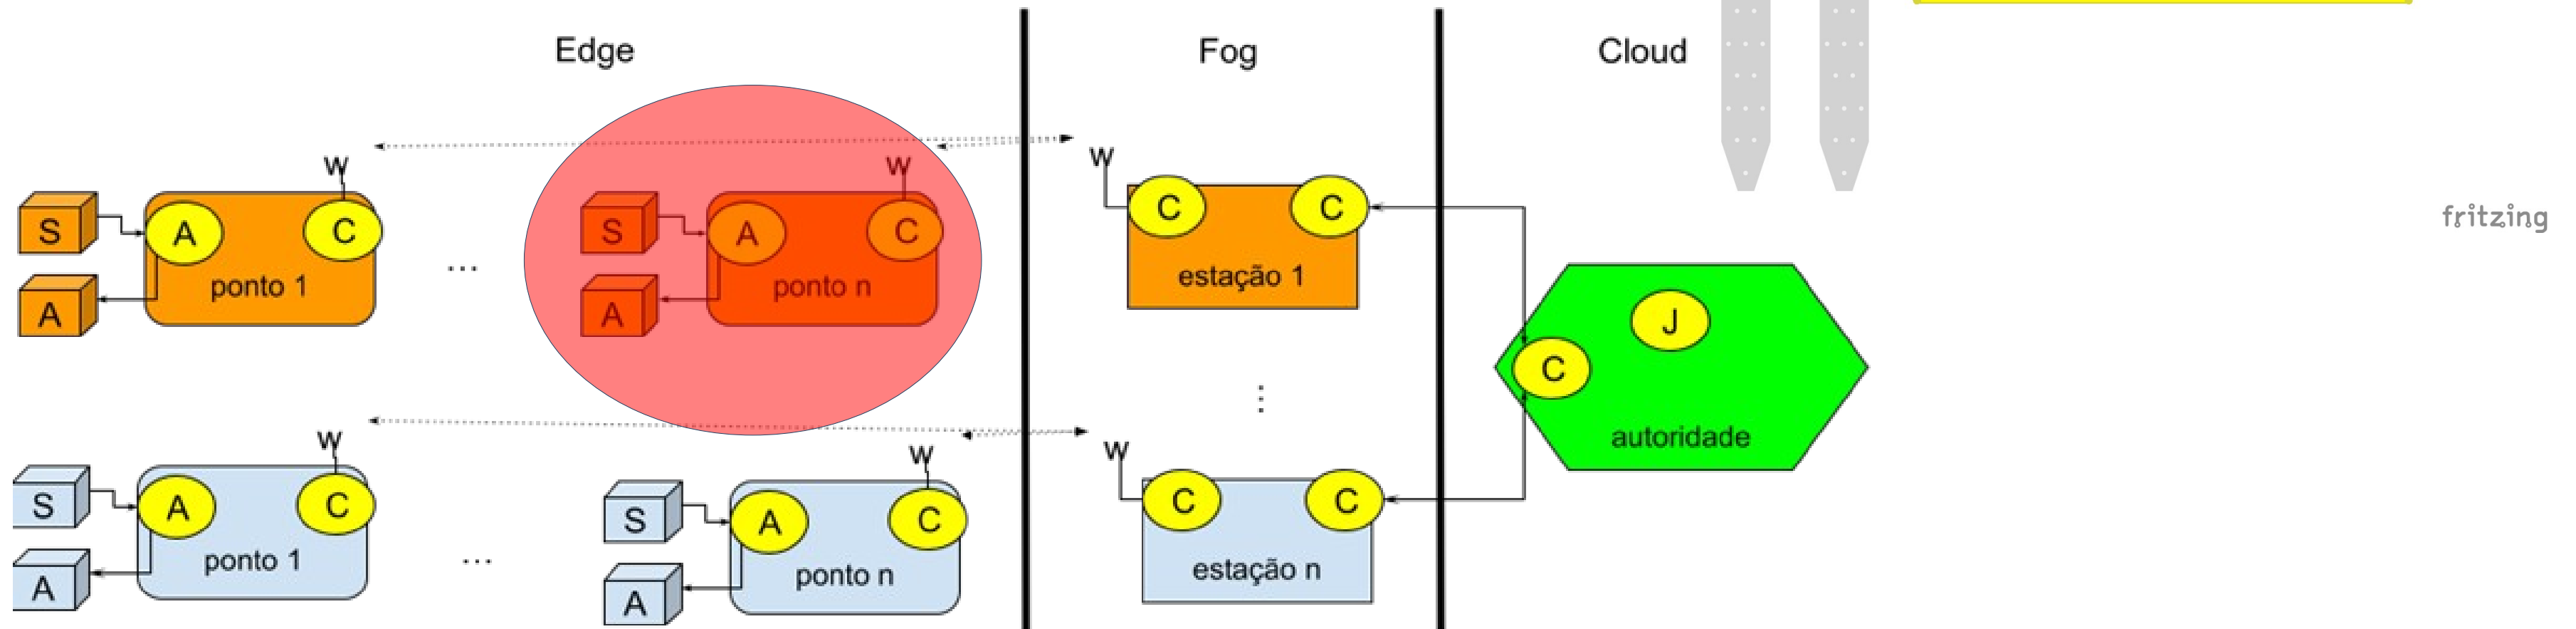 Edge
Fog
Cloud
W
W
W
S
A
C
S
A
C
C
C
A
ponto 1
...
A
ponto n
estação 1
fritzing
J
C
autoridade
W
W
W
S
A
C
S
A
C
C
C
A
ponto 1
...
A
ponto n
estação n